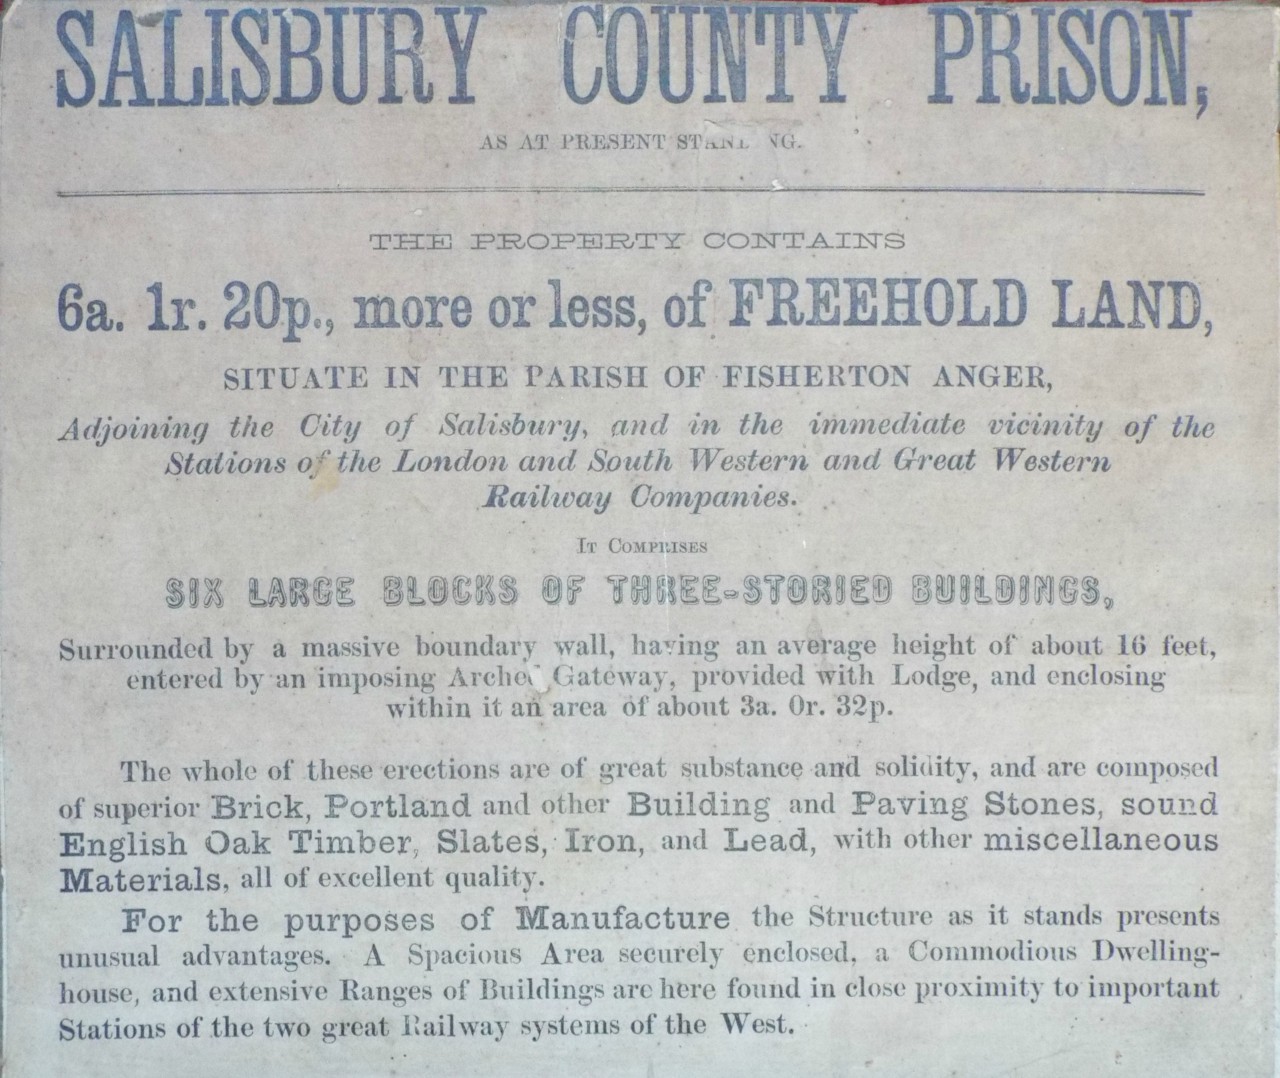 SALISBURY COUNTY PRISON,
AS AT PRESENT STANDING.
THE PROPERTY CONTAINS
6a. 1r. 20p., more or less, of FREEHOLD LAND,
SITUATE IN THE PARISH OF FISHERTON ANGER,
Adjoining the City of Salisbury, and in the immediate vicinity of the
Stations of the London and South Western and Great Western
Railway Companies.
IT COMPRISES
SIX LARGE BLOCKS OF THREE-STORIED BUILDINGS,
Surrounded by a massive boundary wall, having an average height of about 16 feet,
entered by an imposing Arched Gateway, provided with Lodge, and enclosing
within it an area of about 3a. 0r. 32p.
The whole of these erections are of great substance and solidity, and are composed
of superior Brick, Portland and other Building and Paving Stones, sound
English Oak Timber, Slates, Iron, and Lead, with other miscellaneous
Materials, all of excellent quality.
For the purposes of Manufacture the Structure as it stands presents
unusual advantages. A Spacious Area securely enclosed, a Commodious Dwelling-
house, and extensive Ranges of Buildings are here found in close proximity to important
Stations of the two great Railway systems of the West.